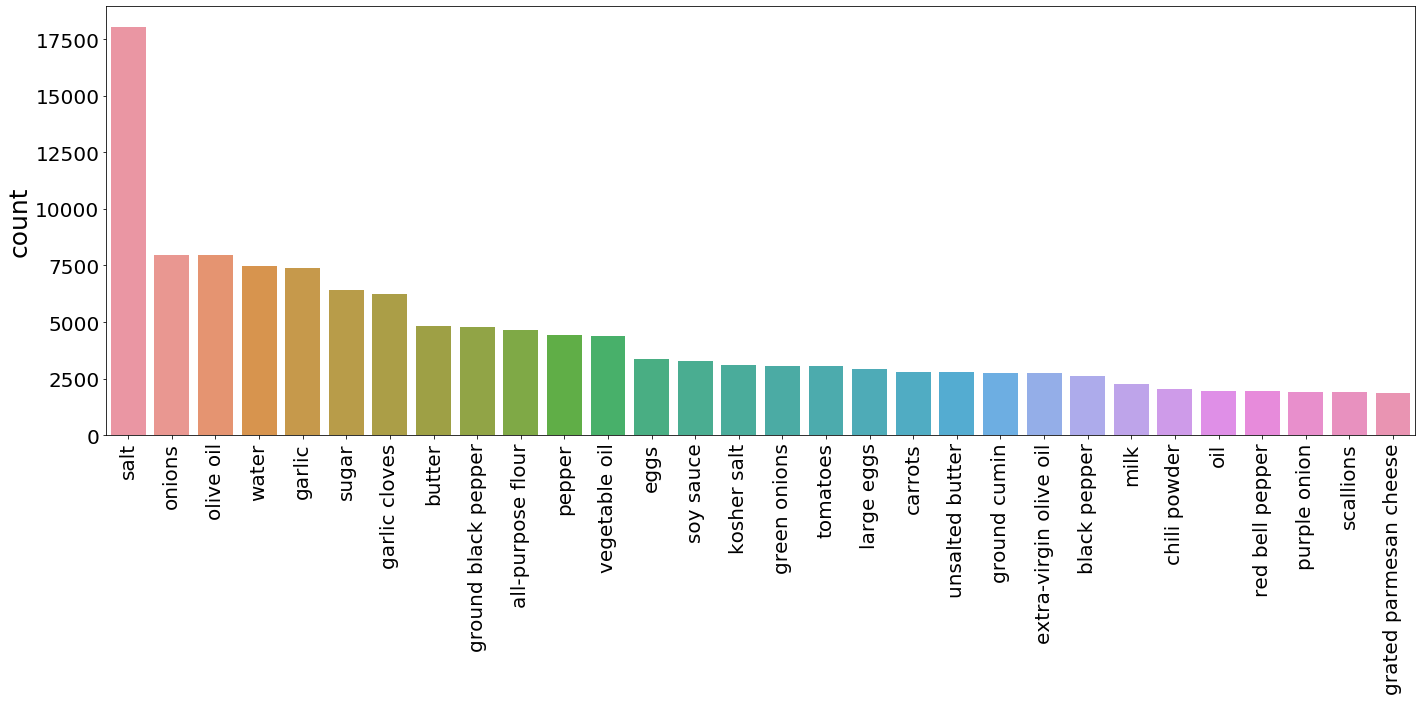 17500
15000
12500
10000
7500
5000
2500
0
count
salt
onions
olive oil
water
garlic
sugar
garlic cloves
butter
ground black pepper
all-purpose flour
pepper
vegetable oil
eggs
soy sauce
kosher salt
green onions
tomatoes
large eggs
carrots
unsalted butter
ground cumin
extra-virgin olive oil
black pepper
milk
chili powder
oil
red bell pepper
purple onion
scallions
grated parmesan cheese